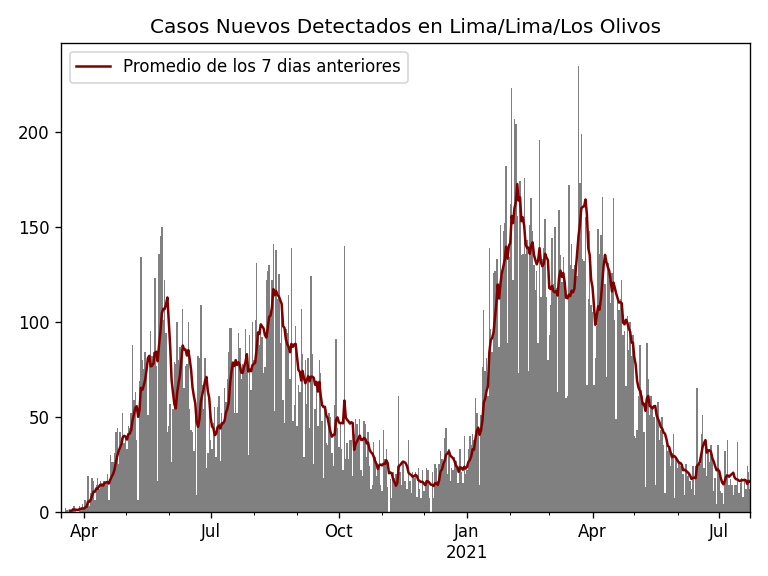 Casos Nuevos Detectados en Lima/Lima/Los Olivos
Promedio de los 7 dias anteriores
200
150
100
50
0
Apr Jul Oct Jan Apr Jul
2021